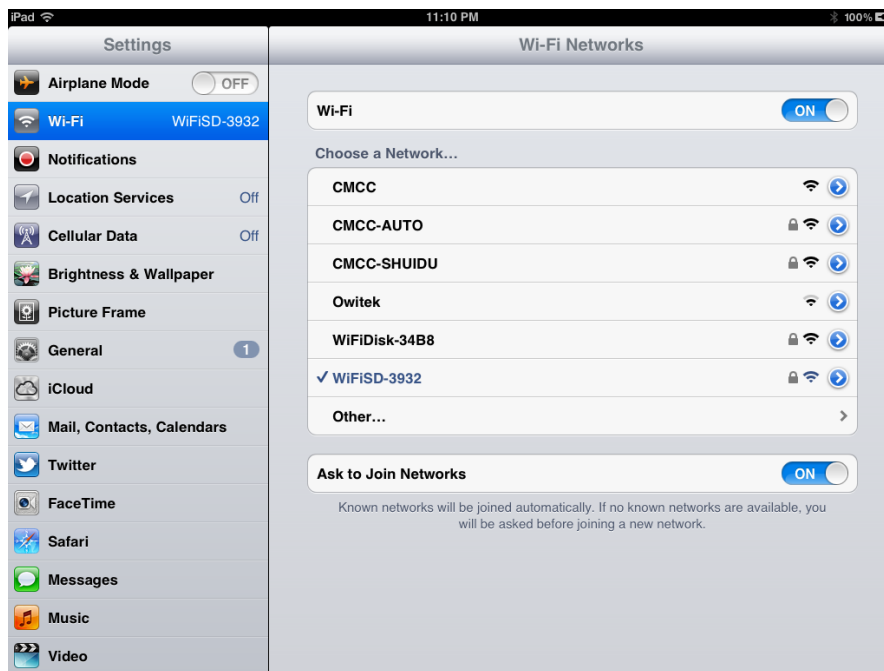 iPad 11:10 PM 100%
Settings
Wi-Fi Networks
Airplane Mode OFF
Wi-Fi WiFiSD-3932
Notifications
Location Services Off
Cellular Data Off
Brightness & Wallpaper
Picture Frame
General 1
iCloud
Mail, Contacts, Calendars
Twitter
FaceTime
Safari
Messages
Music
Video
Wi-Fi ON
Choose a Network...
CMCC
CMCC-AUTO
CMCC-SHUIDU
Owitek
WiFiDisk-34B8
✓ WiFiSD-3932
Other...
Ask to Join Networks ON
Known networks will be joined automatically. If no known networks are available, you
will be asked before joining a new network.